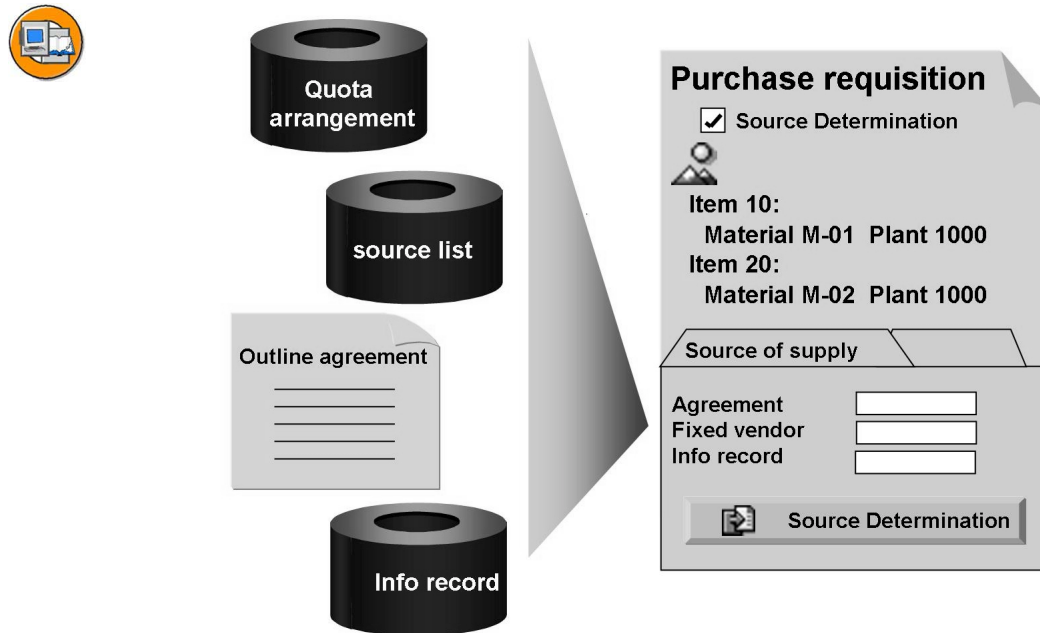 Quota
arrangement
source list
Outline agreement
Info record
Purchase requisition
Source Determination
Item 10:
Material M-01 Plant 1000
Item 20:
Material M-02 Plant 1000
Source of supply
Agreement
Fixed vendor
Info record
Source Determination